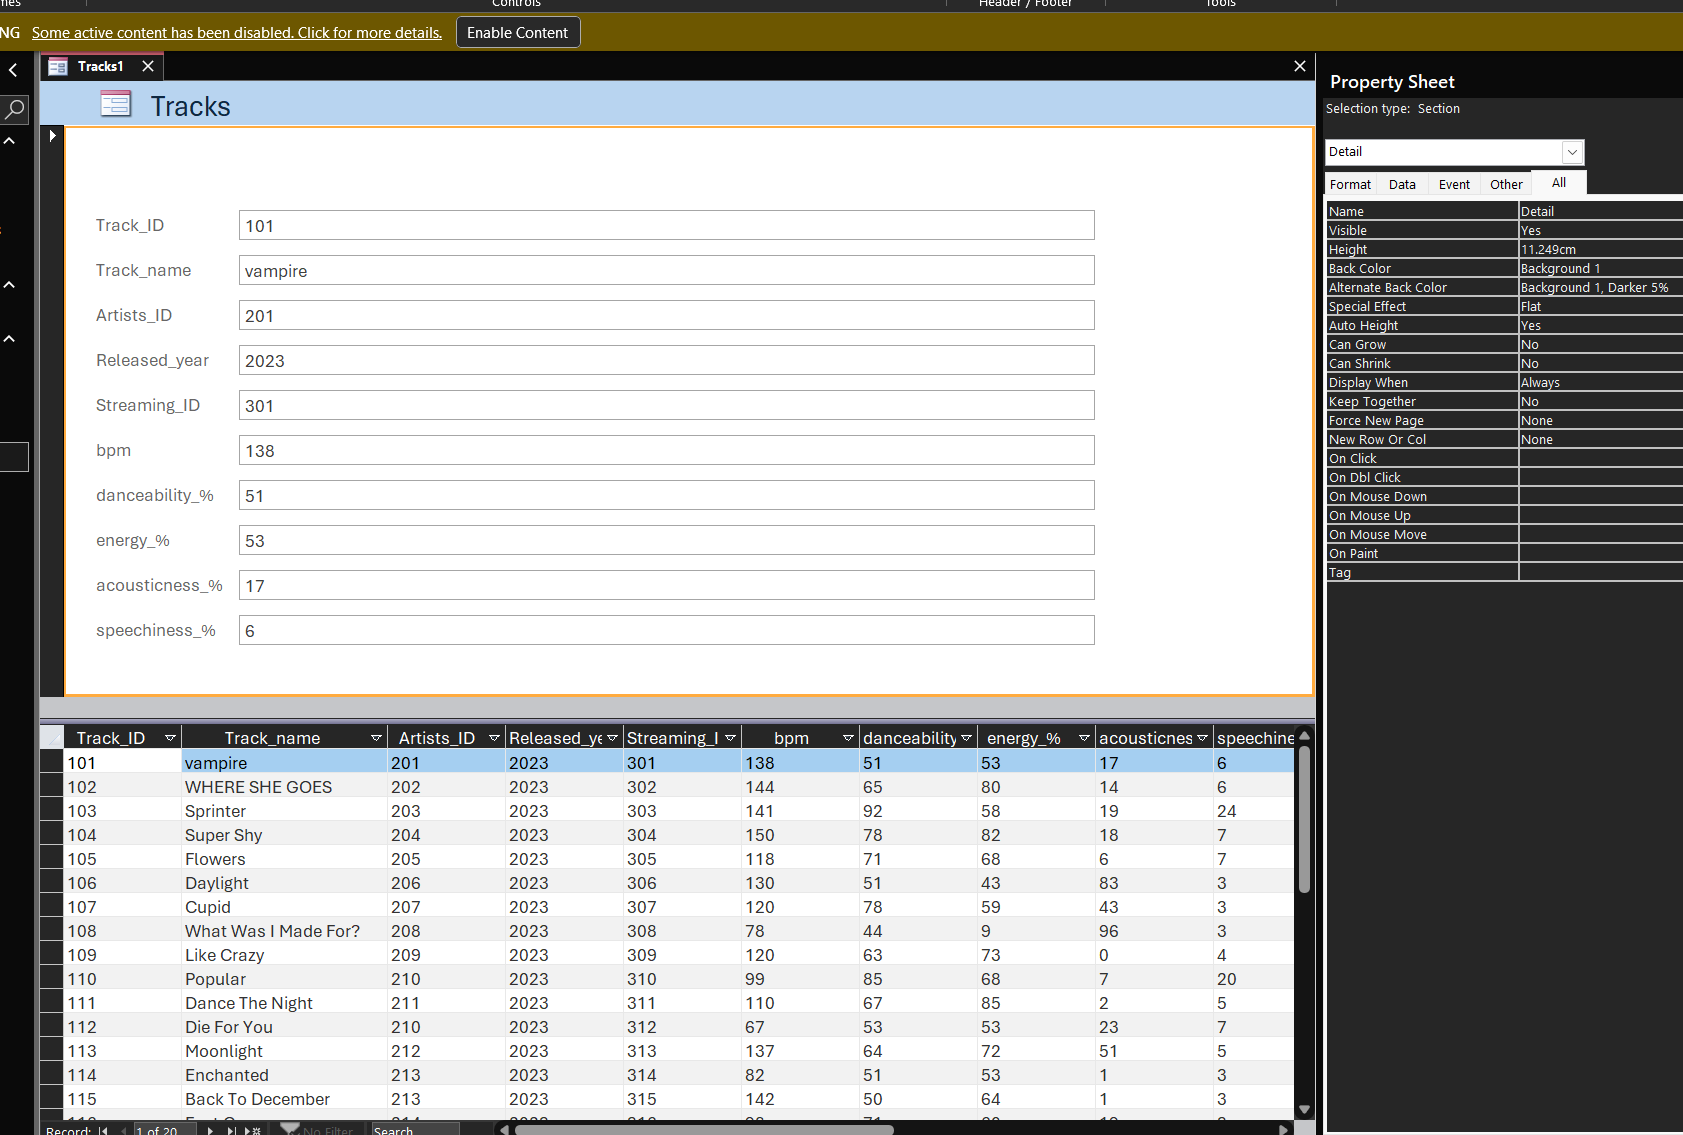 Controls
Header / Footer
Tools
NG Some active content has been disabled. Click for more details. Enable Content
Tracks1
Tracks
Track_ID 101
Track_name vampire
Artists_ID 201
Released_year 2023
Streaming_ID 301
bpm 138
danceability_% 51
energy_% 53
acousticness_% 17
speechiness_% 6
Track_ID Track_name Artists_ID Released_ye Streaming_I bpm danceability energy_% acousticnes speechine
101 vampire 201 2023 301 138 51 53 17 6
102 WHERE SHE GOES 202 2023 302 144 65 80 14 6
103 Sprinter 203 2023 303 141 92 58 19 24
104 Super Shy 204 2023 304 150 78 82 18 7
105 Flowers 205 2023 305 118 71 68 6 7
106 Daylight 206 2023 306 130 51 43 83 3
107 Cupid 207 2023 307 120 78 59 43 3
108 What Was I Made For? 208 2023 308 78 44 9 96 3
109 Like Crazy 209 2023 309 120 63 73 0 4
110 Popular 210 2023 310 99 85 68 7 20
111 Dance The Night 211 2023 311 110 67 85 2 5
112 Die For You 210 2023 312 67 53 53 23 7
113 Moonlight 212 2023 313 137 64 72 51 5
114 Enchanted 213 2023 314 82 51 53 1 3
115 Back To December 213 2023 315 142 50 64 1 3
Record: 1 of 20 No Filter Search
Property Sheet
Selection type: Section
Detail
Format Data Event Other All
Name Detail
Visible Yes
Height 11.249cm
Back Color Background 1
Alternate Back Color Background 1, Darker 5%
Special Effect Flat
Auto Height Yes
Can Grow No
Can Shrink No
Display When Always
Keep Together No
Force New Page None
New Row Or Col None
On Click
On Dbl Click
On Mouse Down
On Mouse Up
On Mouse Move
On Paint
Tag